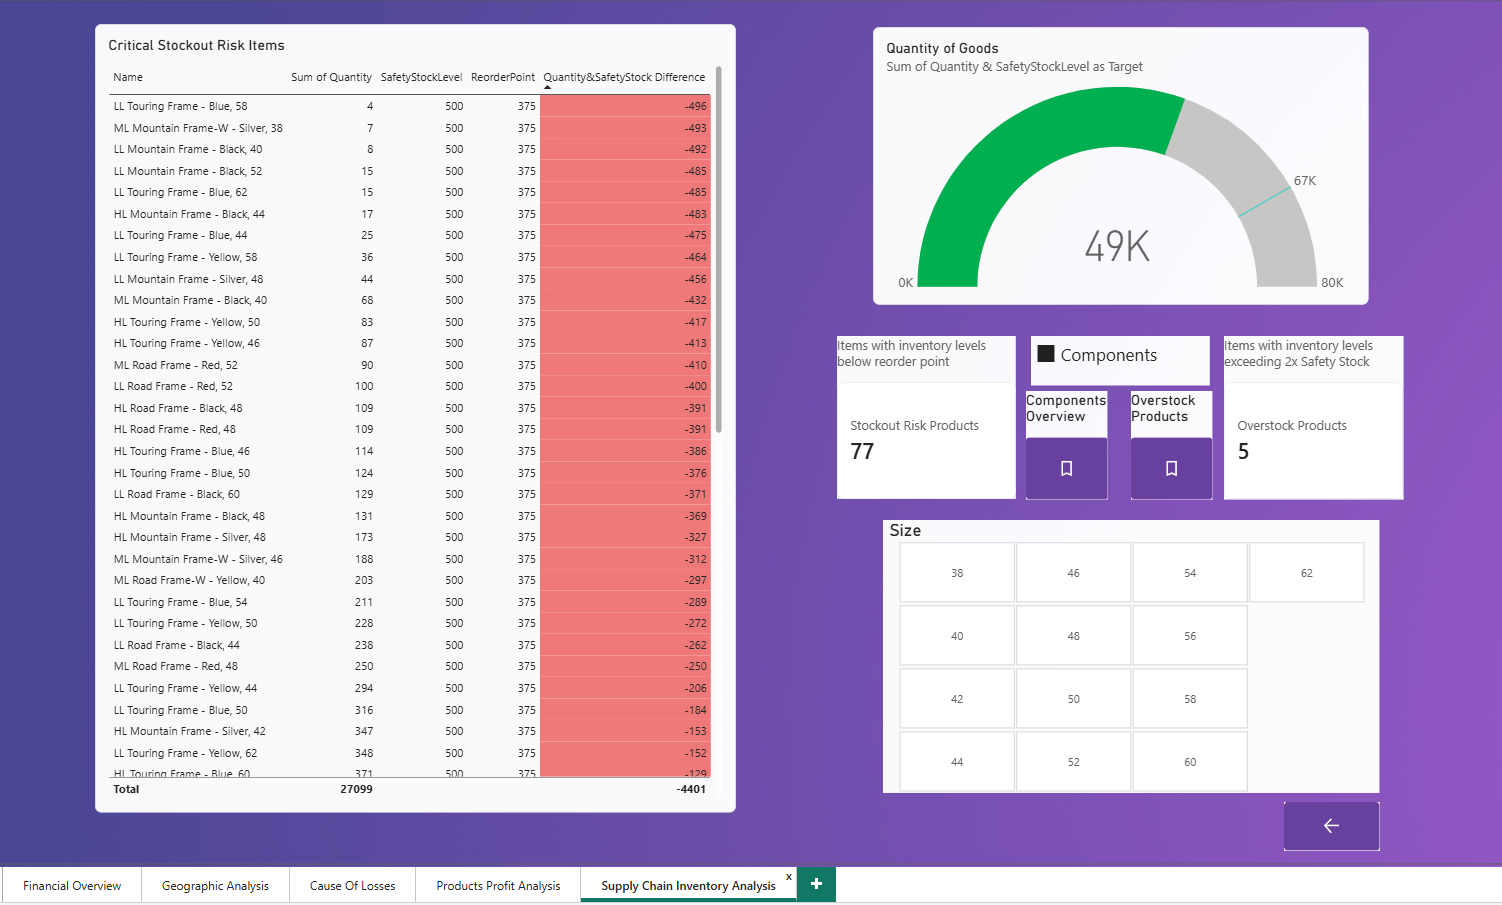 Critical Stockout Risk Items
Name Sum of Quantity SafetyStockLevel ReorderPoint Quantity&SafetyStock Difference
LL Touring Frame - Blue, 58 4 500 375 -496
ML Mountain Frame-W - Silver, 38 7 500 375 -493
LL Mountain Frame - Black, 40 8 500 375 -492
LL Mountain Frame - Black, 52 15 500 375 -485
LL Touring Frame - Blue, 62 15 500 375 -485
HL Mountain Frame - Black, 44 17 500 375 -483
LL Touring Frame - Blue, 44 25 500 375 -475
LL Touring Frame - Yellow, 58 36 500 375 -464
LL Mountain Frame - Silver, 48 44 500 375 -456
ML Mountain Frame - Black, 40 68 500 375 -432
HL Touring Frame - Yellow, 50 83 500 375 -417
HL Touring Frame - Yellow, 46 87 500 375 -413
ML Road Frame - Red, 52 90 500 375 -410
LL Road Frame - Red, 52 100 500 375 -400
HL Road Frame - Black, 48 109 500 375 -391
HL Road Frame - Red, 48 109 500 375 -391
HL Touring Frame - Blue, 46 114 500 375 -386
HL Touring Frame - Blue, 50 124 500 375 -376
LL Road Frame - Black, 60 129 500 375 -371
HL Mountain Frame - Black, 48 131 500 375 -369
HL Mountain Frame - Silver, 48 173 500 375 -327
ML Mountain Frame-W - Silver, 46 188 500 375 -312
ML Road Frame-W - Yellow, 40 203 500 375 -297
LL Touring Frame - Blue, 54 211 500 375 -289
LL Touring Frame - Yellow, 50 228 500 375 -272
LL Road Frame - Black, 44 238 500 375 -262
ML Road Frame - Red, 48 250 500 375 -250
LL Touring Frame - Yellow, 44 294 500 375 -206
LL Touring Frame - Blue, 50 316 500 375 -184
HL Mountain Frame - Silver, 42 347 500 375 -153
LL Touring Frame - Yellow, 62 348 500 375 -152
HL Touring Frame - Blue, 60 371 500 375 -129
Total 27099 -4401
Quantity of Goods
Sum of Quantity & SafetyStockLevel as Target
67K
49K
0K 80K
Items with inventory levels
below reorder point
Stockout Risk Products
77
Components
Components
Overview
Overstock
Products
Items with inventory levels
exceeding 2x Safety Stock
Overstock Products
5
Size
38 46 54 62
40 48 56
42 50 58
44 52 60
Financial Overview Geographic Analysis Cause Of Losses Products Profit Analysis Supply Chain Inventory Analysis x +